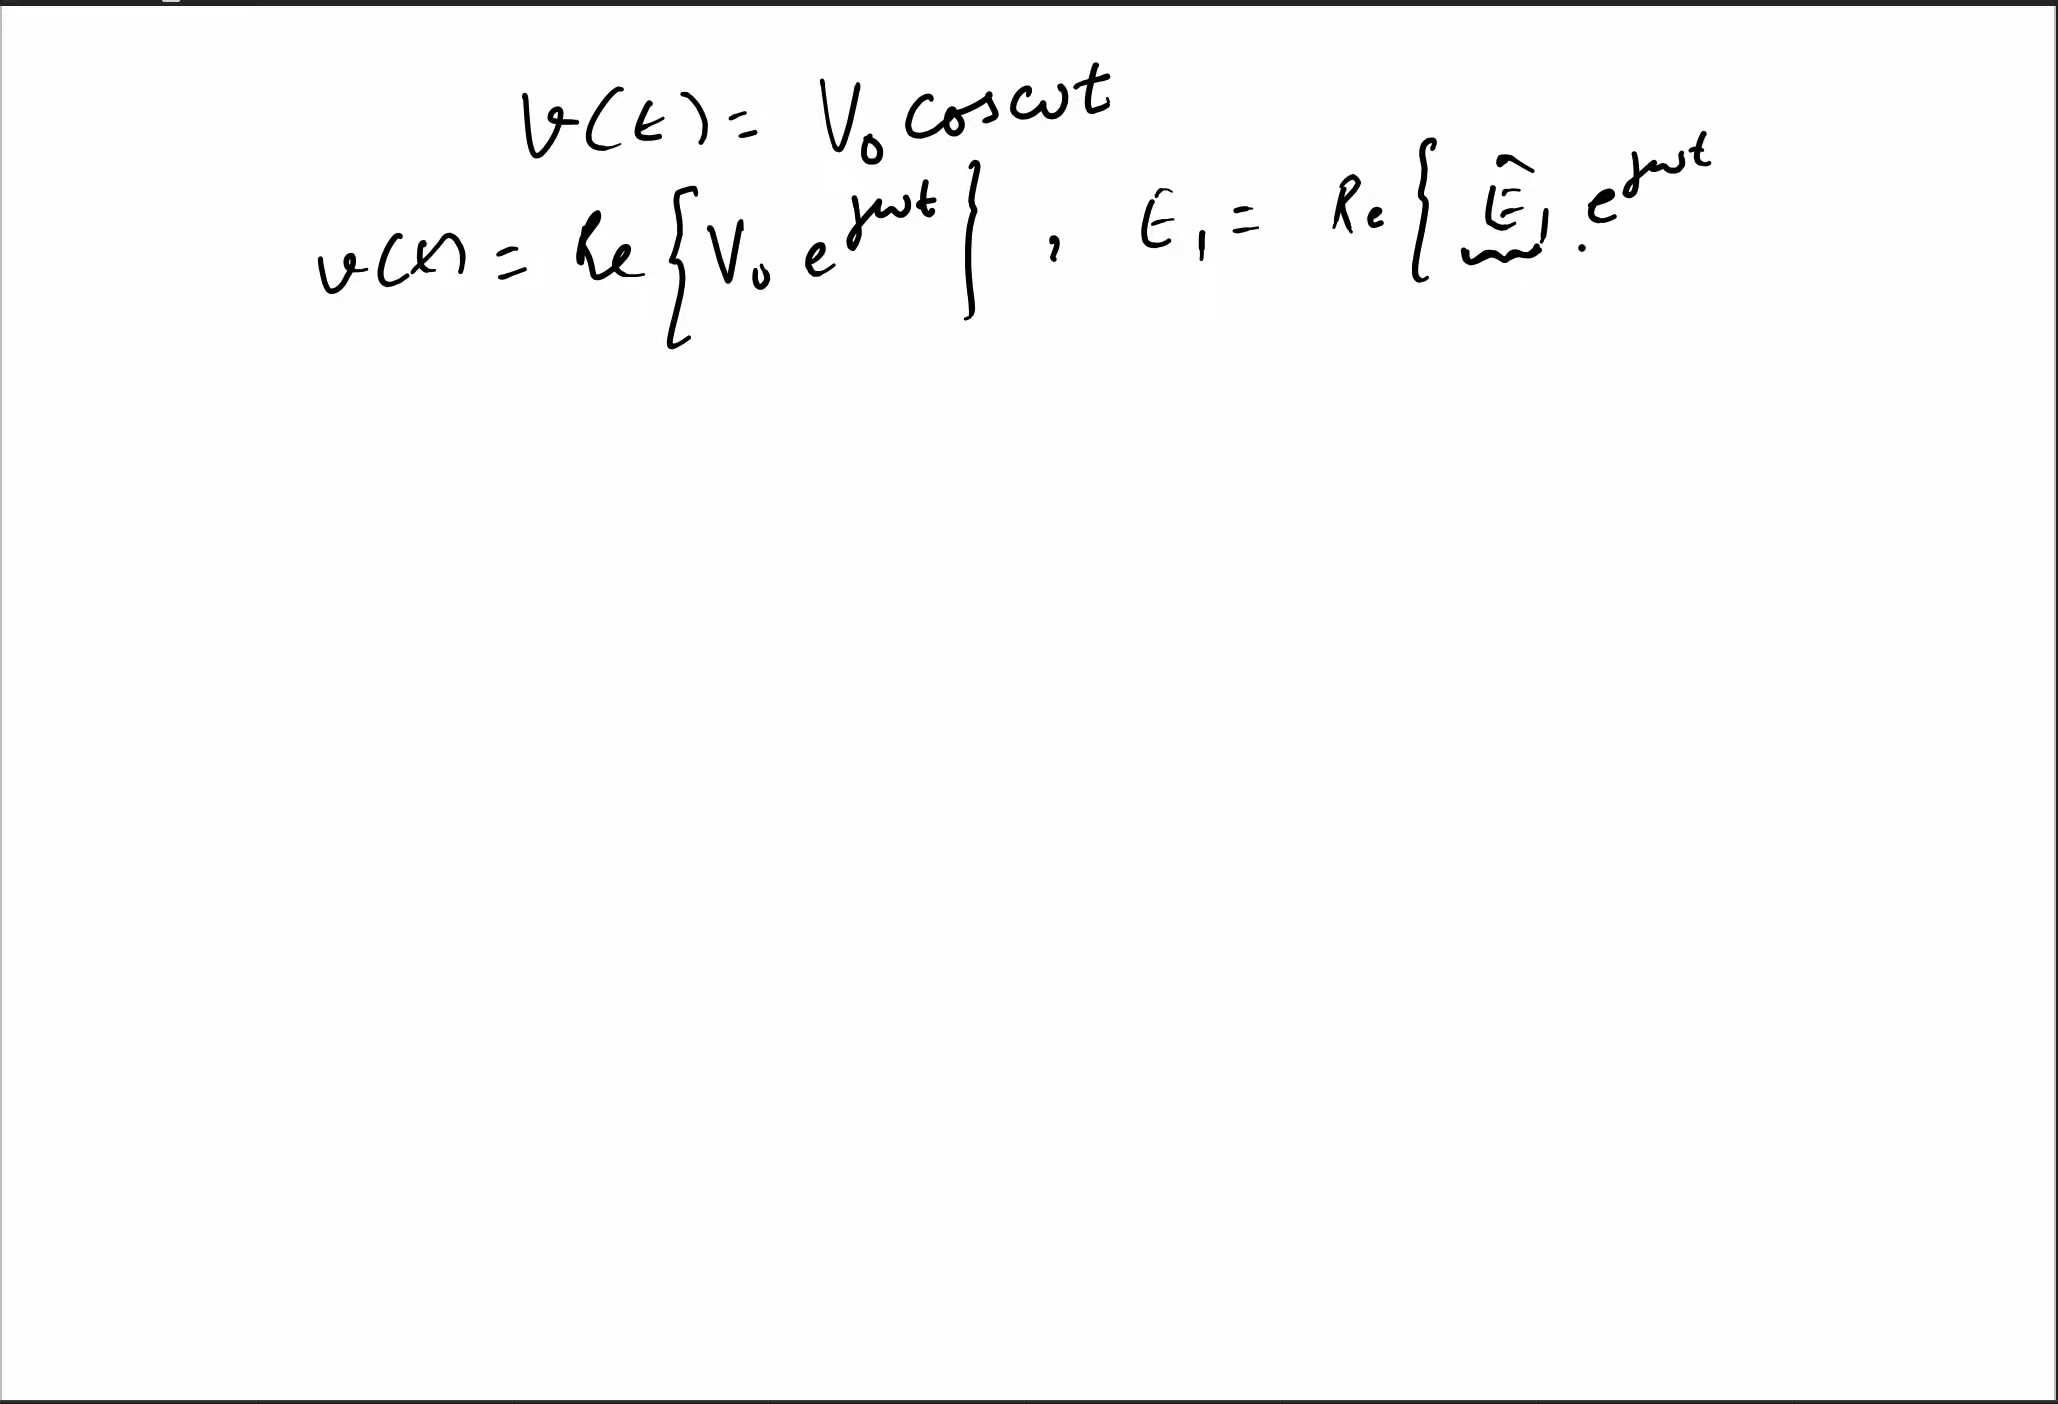 v(t) = V₀ cos ωt
v(t) = Re { V₀ e^{jωt} } , E₁ = Re { Ê₁ . e^{jωt}